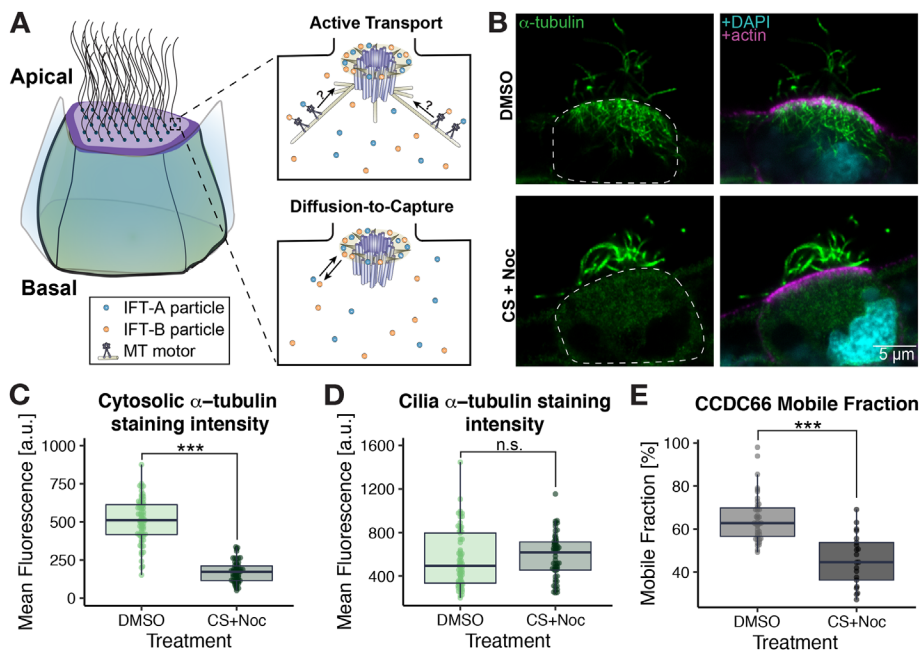 A
Apical
Basal
IFT-A particle
IFT-B particle
MT motor
Active Transport
?
?
Diffusion-to-Capture
B
α-tubulin
+DAPI
+actin
DMSO
CS + Noc
5 µm
C
Cytosolic α−tubulin
staining intensity
Mean Fluorescence [a.u.]
1000
750
500
250
0
***
DMSO
CS+Noc
Treatment
D
Cilia α−tubulin staining
intensity
Mean Fluorescence [a.u.]
1600
1200
800
400
n.s.
DMSO
CS+Noc
Treatment
E
CCDC66 Mobile Fraction
Mobile Fraction [%]
100
80
60
40
***
DMSO
CS+Noc
Treatment